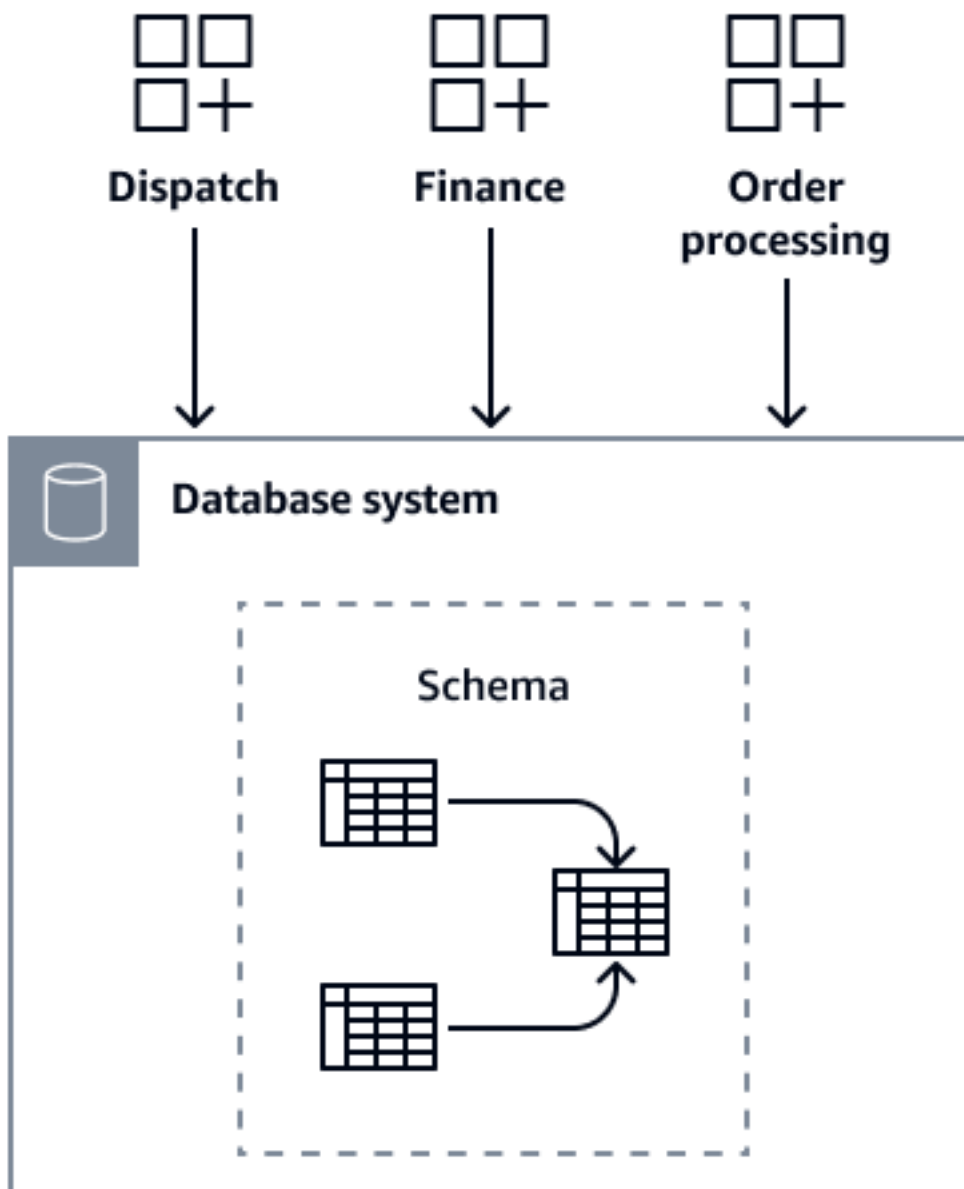 Dispatch
Finance
Order
processing
Database system
Schema